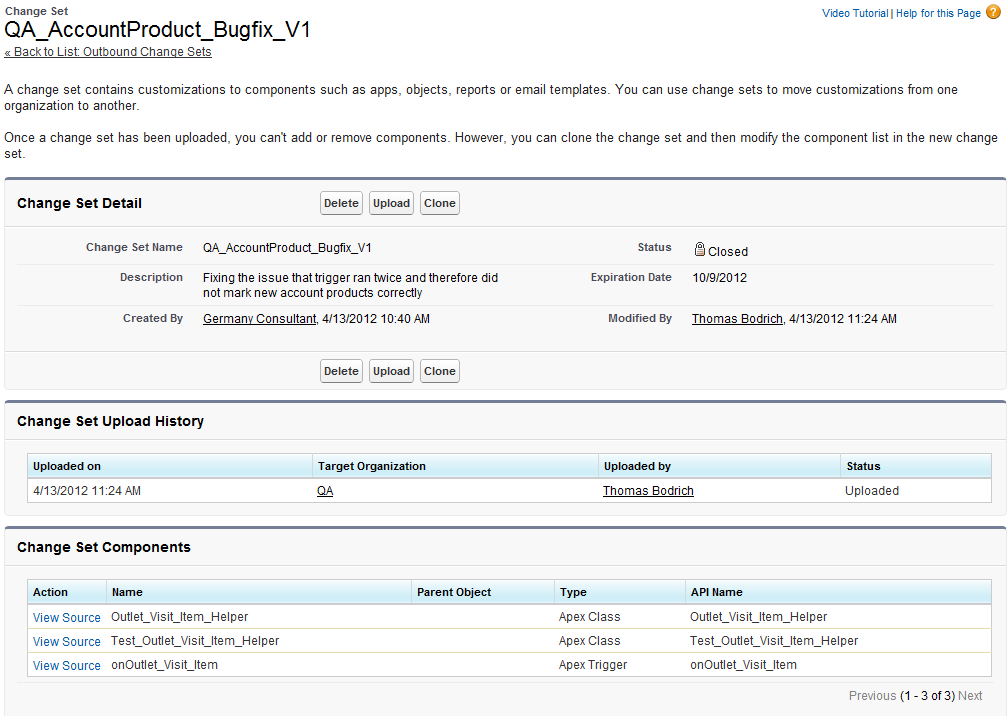 Change Set
QA_AccountProduct_Bugfix_V1
Video Tutorial | Help for this Page ?
« Back to List: Outbound Change Sets
A change set contains customizations to components such as apps, objects, reports or email templates. You can use change sets to move customizations from one
organization to another.
Once a change set has been uploaded, you can't add or remove components. However, you can clone the change set and then modify the component list in the new change
set.
Change Set Detail Delete Upload Clone
Change Set Name QA_AccountProduct_Bugfix_V1 Status Closed
Description Fixing the issue that trigger ran twice and therefore did Expiration Date 10/9/2012
not mark new account products correctly
Created By Germany Consultant, 4/13/2012 10:40 AM Modified By Thomas Bodrich, 4/13/2012 11:24 AM
Delete Upload Clone
Change Set Upload History
Uploaded on Target Organization Uploaded by Status
4/13/2012 11:24 AM QA Thomas Bodrich Uploaded
Change Set Components
Action Name Parent Object Type API Name
View Source Outlet_Visit_Item_Helper Apex Class Outlet_Visit_Item_Helper
View Source Test_Outlet_Visit_Item_Helper Apex Class Test_Outlet_Visit_Item_Helper
View Source onOutlet_Visit_Item Apex Trigger onOutlet_Visit_Item
Previous (1 - 3 of 3) Next